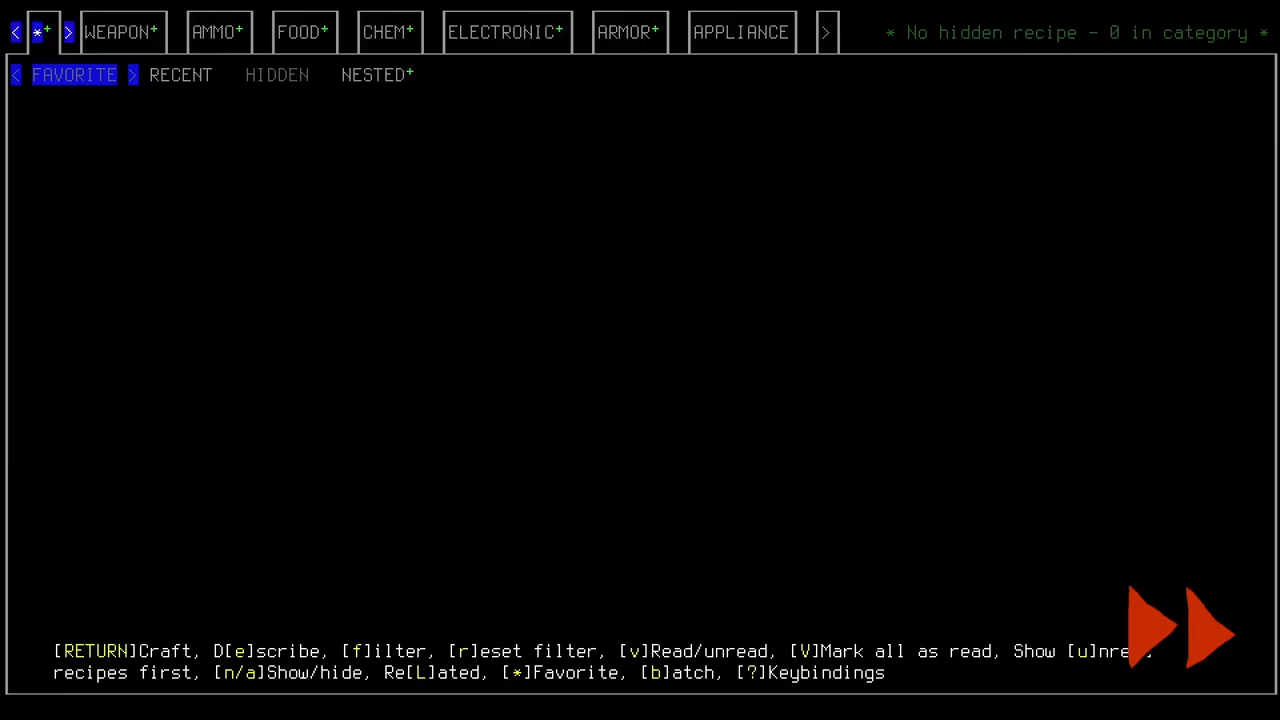 < *+ > WEAPON+ AMMO+ FOOD+ CHEM+ ELECTRONIC+ ARMOR+ APPLIANCE > * No hidden recipe - 0 in category *
< FAVORITE > RECENT HIDDEN NESTED+
[RETURN]Craft, D[e]scribe, [f]ilter, [r]eset filter, [v]Read/unread, [V]Mark all as read, Show [u]nre
recipes first, [n/a]Show/hide, Re[L]ated, [*]Favorite, [b]atch, [?]Keybindings